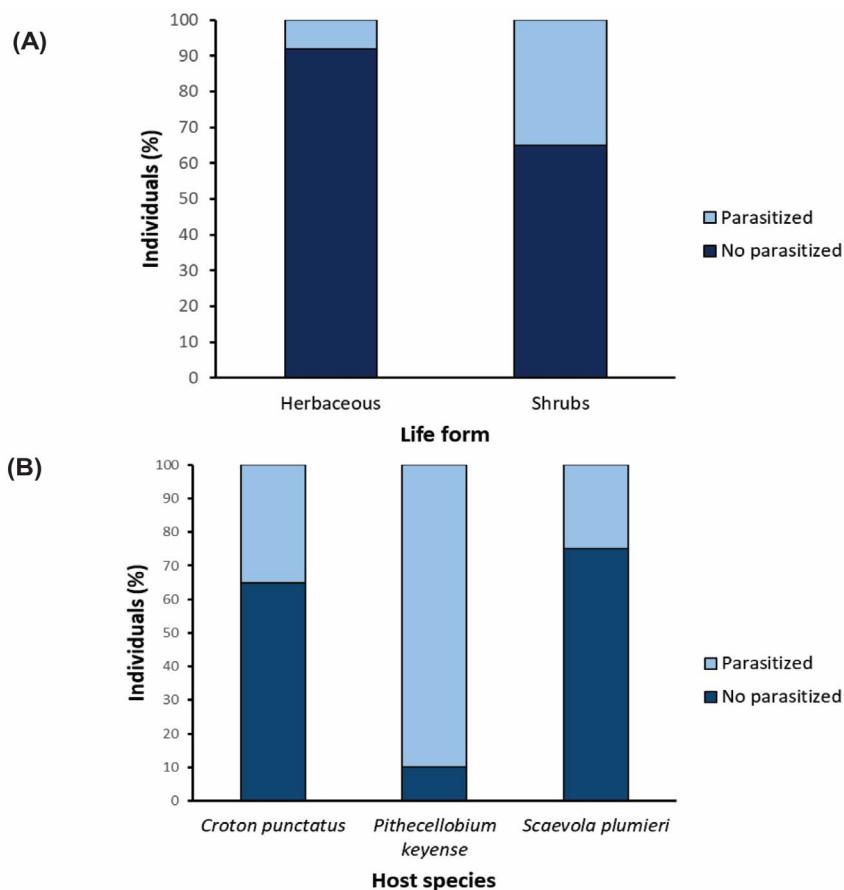 (A)
100
90
80
70
60
50
40
30
20
10
0
Individuals (%)
Herbaceous
Shrubs
Life form
Parasitized
No parasitized
(B)
100
90
80
70
60
50
40
30
20
10
0
Individuals (%)
Croton punctatus
Pithecellobium
keyense
Scaevola plumieri
Host species
Parasitized
No parasitized